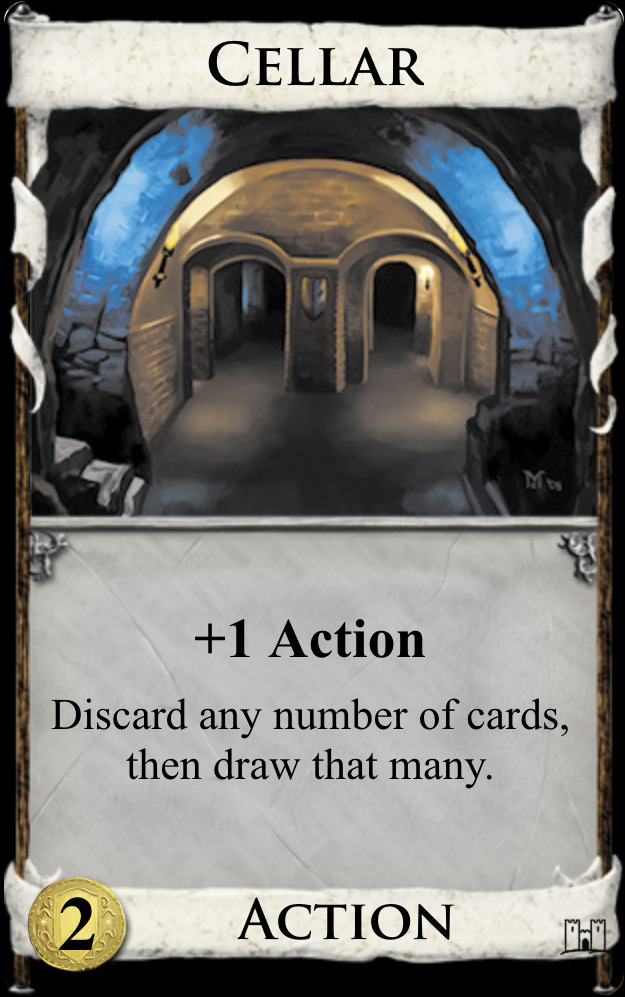 CELLAR
+1 Action
Discard any number of cards,
then draw that many.
2
ACTION